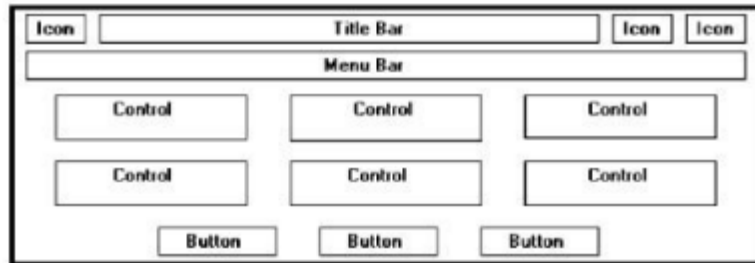 Icon Title Bar Icon Icon
Menu Bar
Control Control Control
Control Control Control
Button Button Button